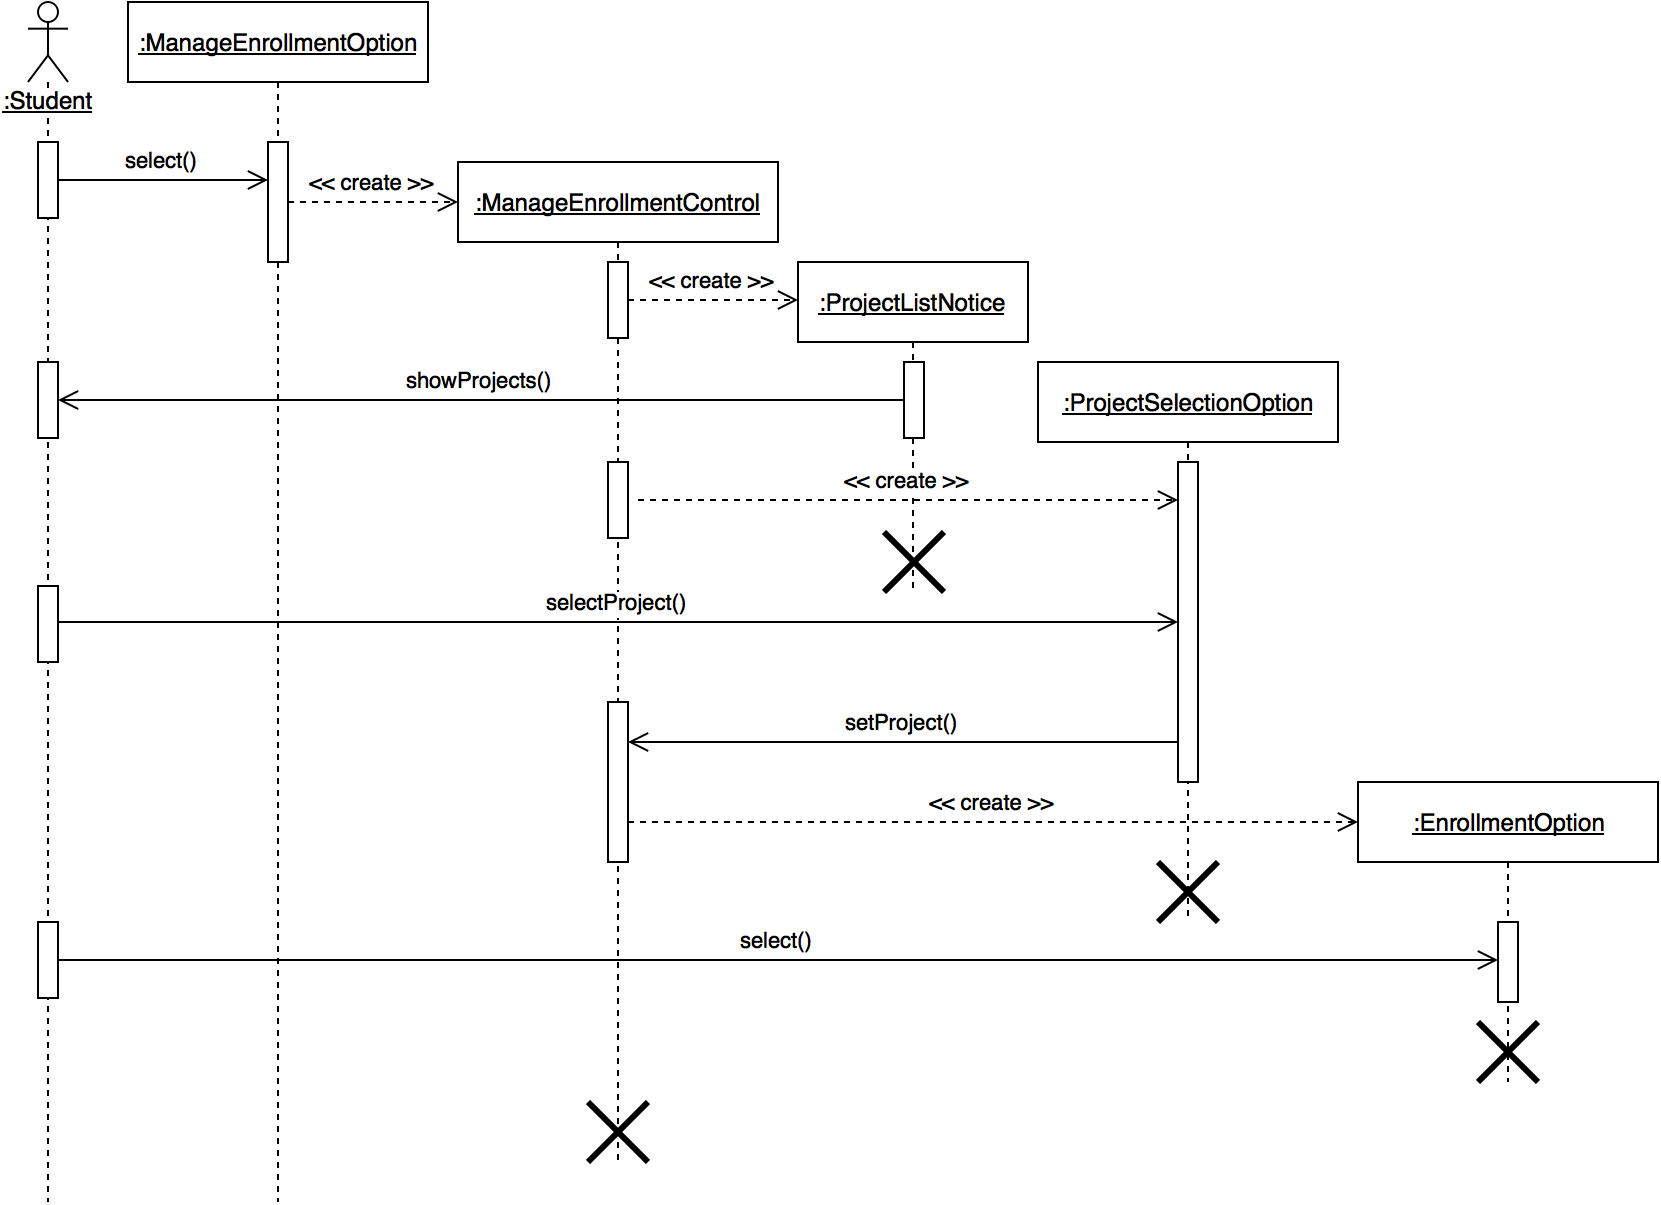 :ManageEnrollmentOption
:Student
select()
<< create >>
:ManageEnrollmentControl
<< create >>
:ProjectListNotice
showProjects()
:ProjectSelectionOption
<< create >>
selectProject()
setProject()
<< create >>
:EnrollmentOption
select()